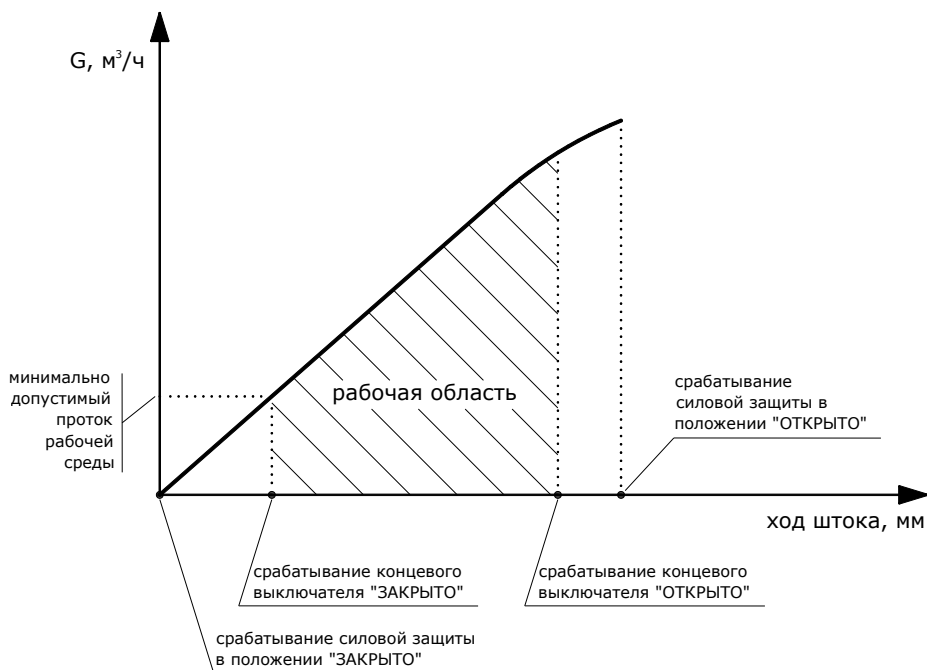 G, м³/ч
минимально
допустимый
проток
рабочей
среды
рабочая область
срабатывание
силовой защиты в
положении "ОТКРЫТО"
ход штока, мм
срабатывание концевого
выключателя "ЗАКРЫТО"
срабатывание концевого
выключателя "ОТКРЫТО"
срабатывание силовой защиты
в положении "ЗАКРЫТО"